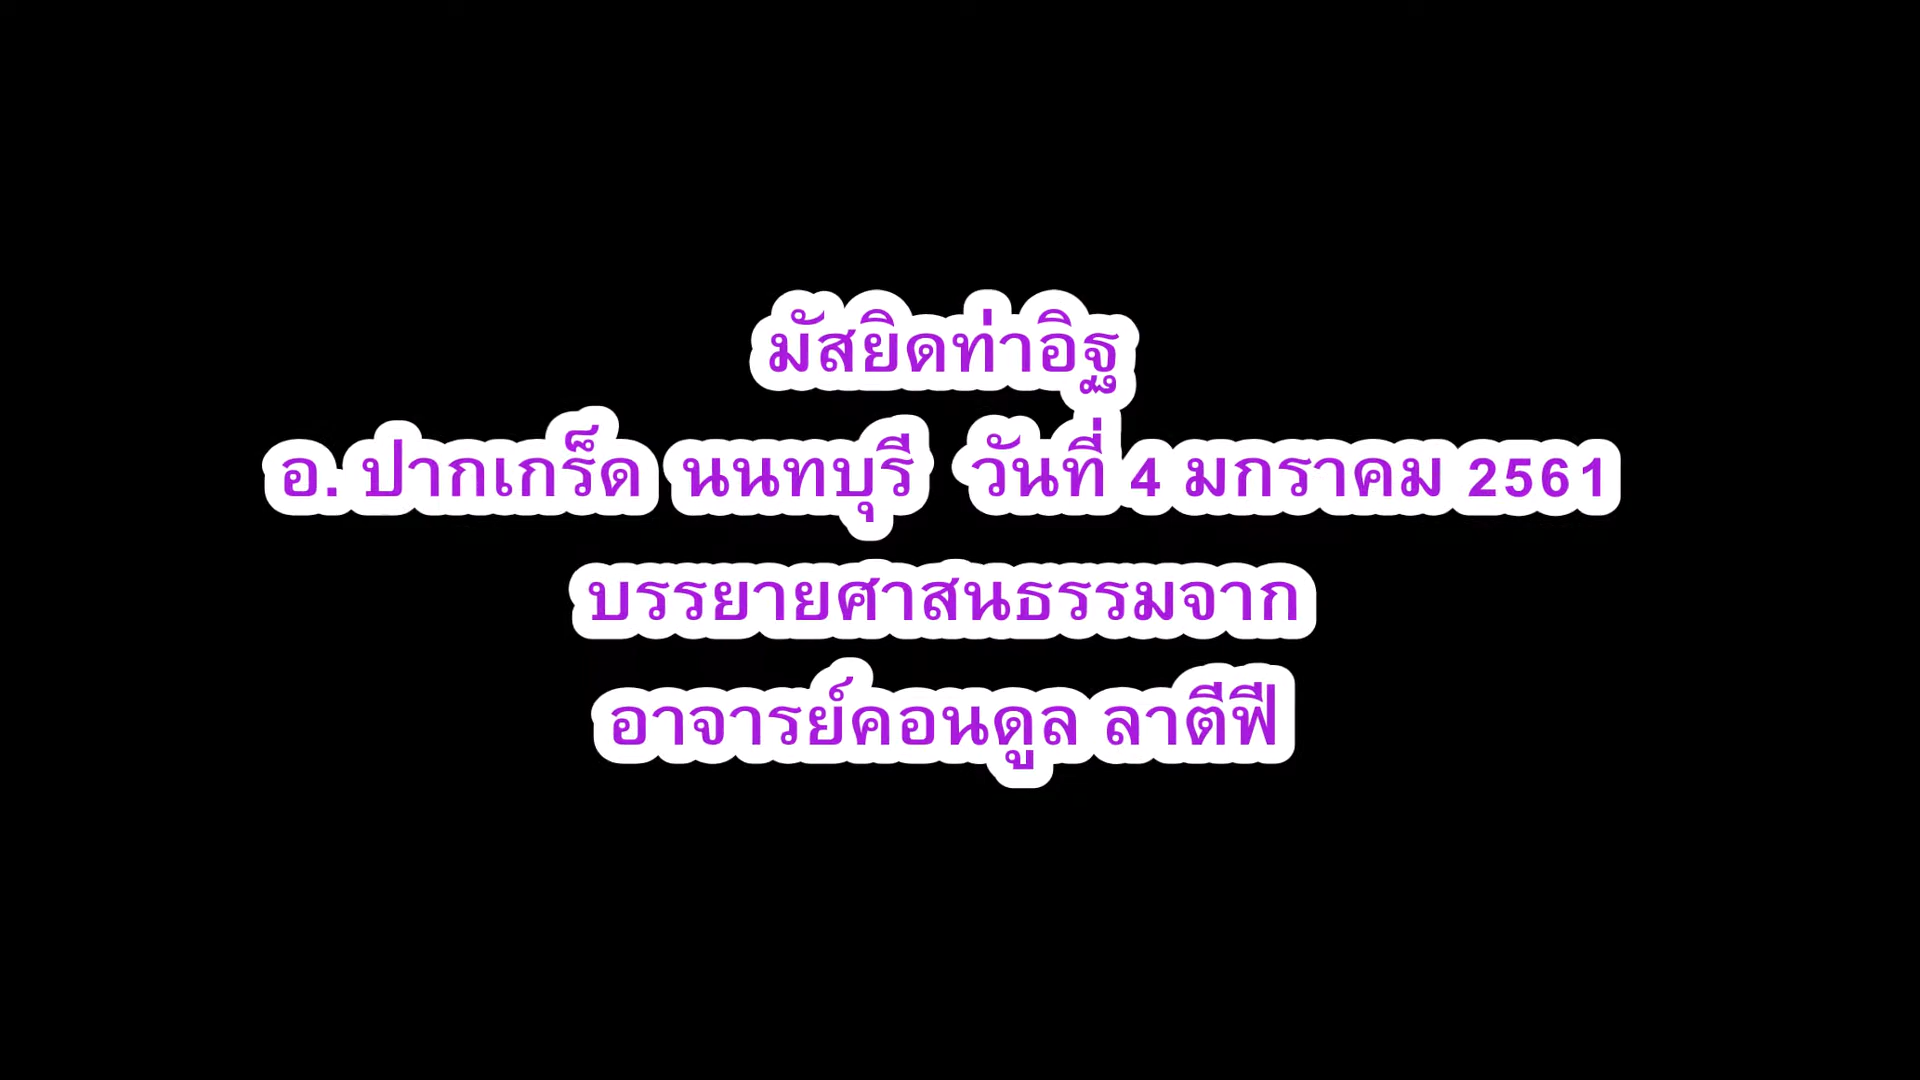 มัสยิดท่าอิฐ
อ. ปากเกร็ด นนทบุรี วันที่ 4 มกราคม 2561
บรรยายศาสนธรรมจาก
อาจารย์คอนดูล ลาตีฟี